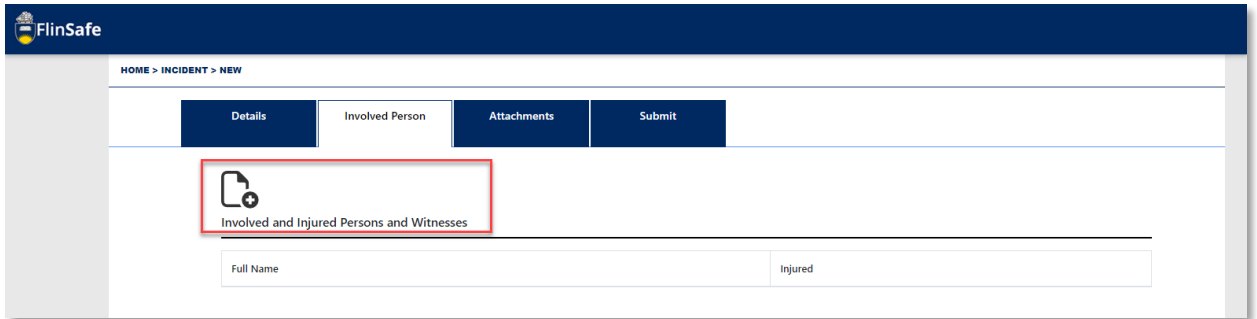 FlinSafe
HOME > INCIDENT > NEW
Details Involved Person Attachments Submit
Involved and Injured Persons and Witnesses
Full Name Injured